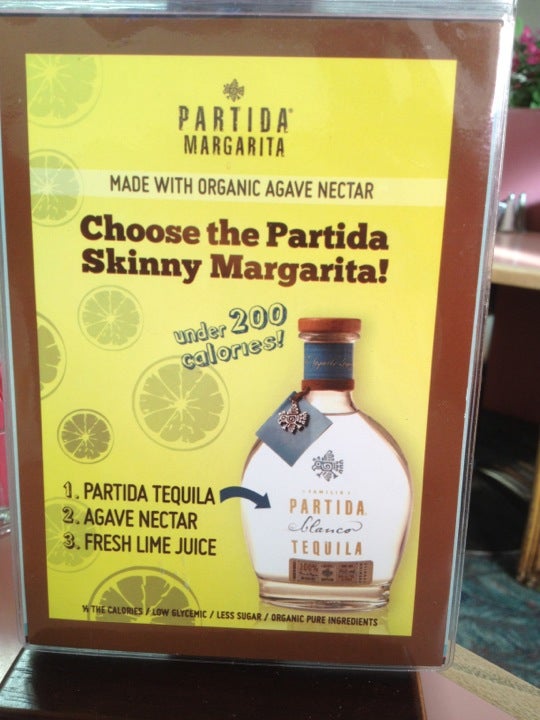 PARTIDA®
MARGARITA
MADE WITH ORGANIC AGAVE NECTAR
Choose the Partida
Skinny Margarita!
under 200
calories!
1. PARTIDA TEQUILA
2. AGAVE NECTAR
3. FRESH LIME JUICE
FAMILIA
PARTIDA
blanco
TEQUILA
100%
½ THE CALORIES / LOW GLYCEMIC / LESS SUGAR / ORGANIC PURE INGREDIENTS